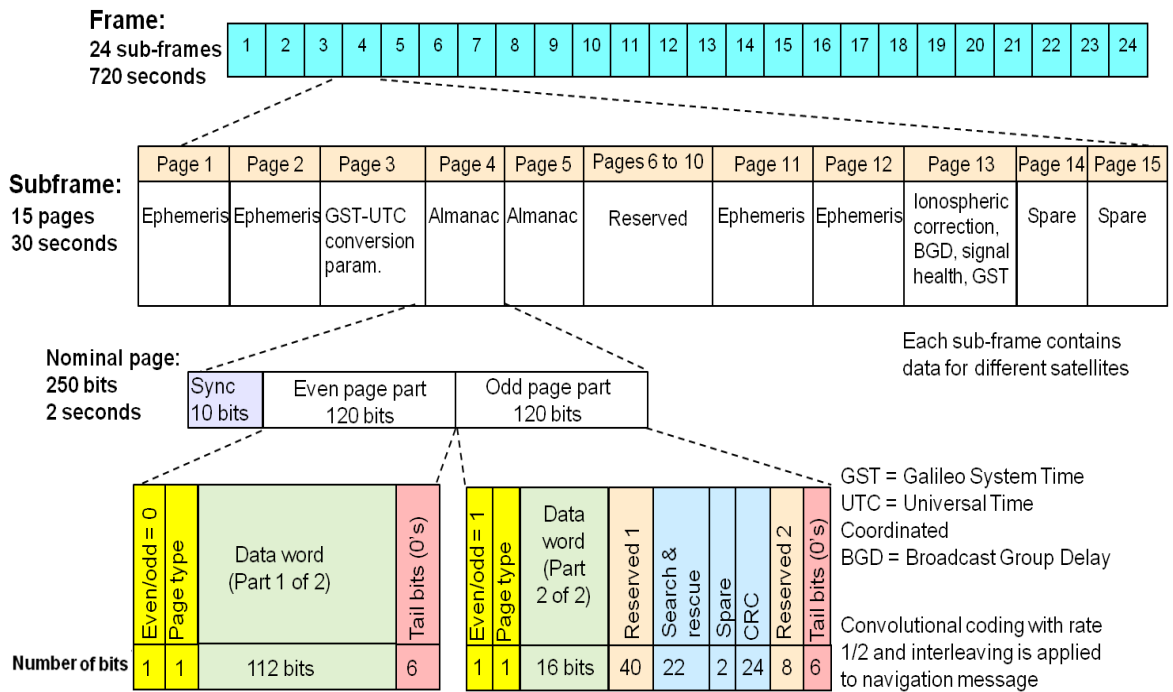 Frame:
24 sub-frames
720 seconds
1 2 3 4 5 6 7 8 9 10 11 12 13 14 15 16 17 18 19 20 21 22 23 24
Subframe:
15 pages
30 seconds
Page 1 Page 2 Page 3 Page 4 Page 5 Pages 6 to 10 Page 11 Page 12 Page 13 Page 14 Page 15
Ephemeris
Ephemeris
GST-UTC
conversion
param.
Almanac
Almanac
Reserved
Ephemeris
Ephemeris
Ionospheric
correction,
BGD, signal
health, GST
Spare
Spare
Each sub-frame contains
data for different satellites
Nominal page:
250 bits
2 seconds
Sync
10 bits
Even page part
120 bits
Odd page part
120 bits
Even/odd = 0
Page type
Data word
(Part 1 of 2)
Tail bits (0's)
Even/odd = 1
Page type
Data
word
(Part
2 of 2)
Reserved 1
Search &
rescue
Spare
CRC
Reserved 2
Tail bits (0's)
Number of bits
1 1 112 bits 6
1 1 16 bits 40 22 2 24 8 6
GST = Galileo System Time
UTC = Universal Time
Coordinated
BGD = Broadcast Group Delay
Convolutional coding with rate
1/2 and interleaving is applied
to navigation message